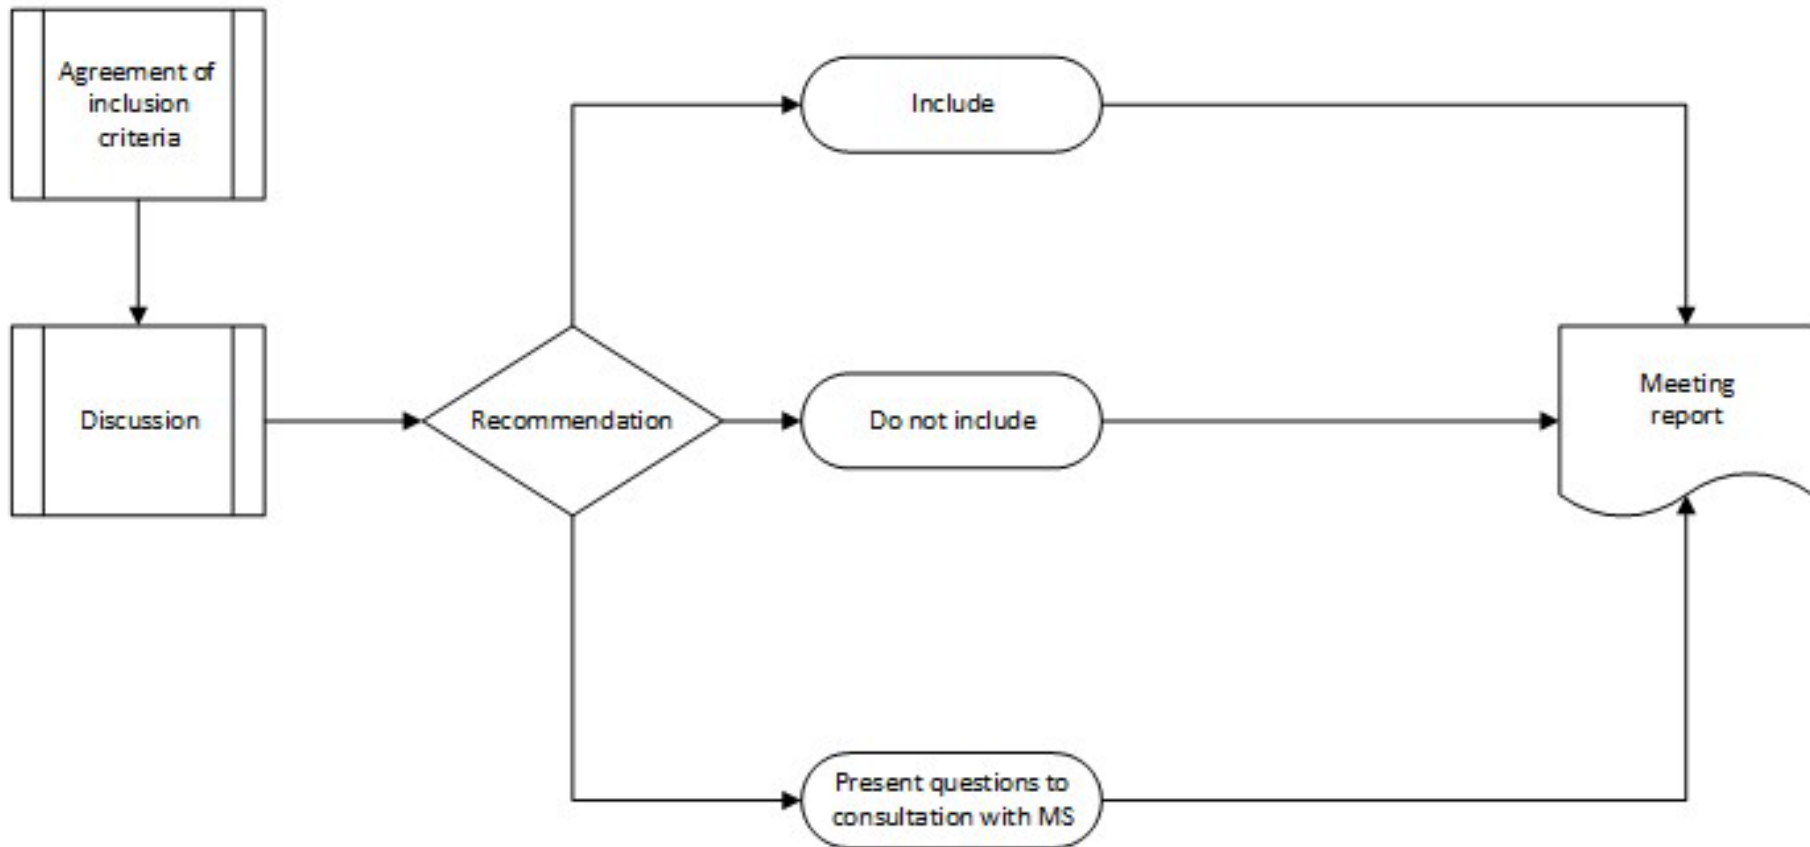 Agreement of
inclusion
criteria
Include
Discussion
Recommendation
Do not include
Meeting
report
Present questions to
consultation with MS